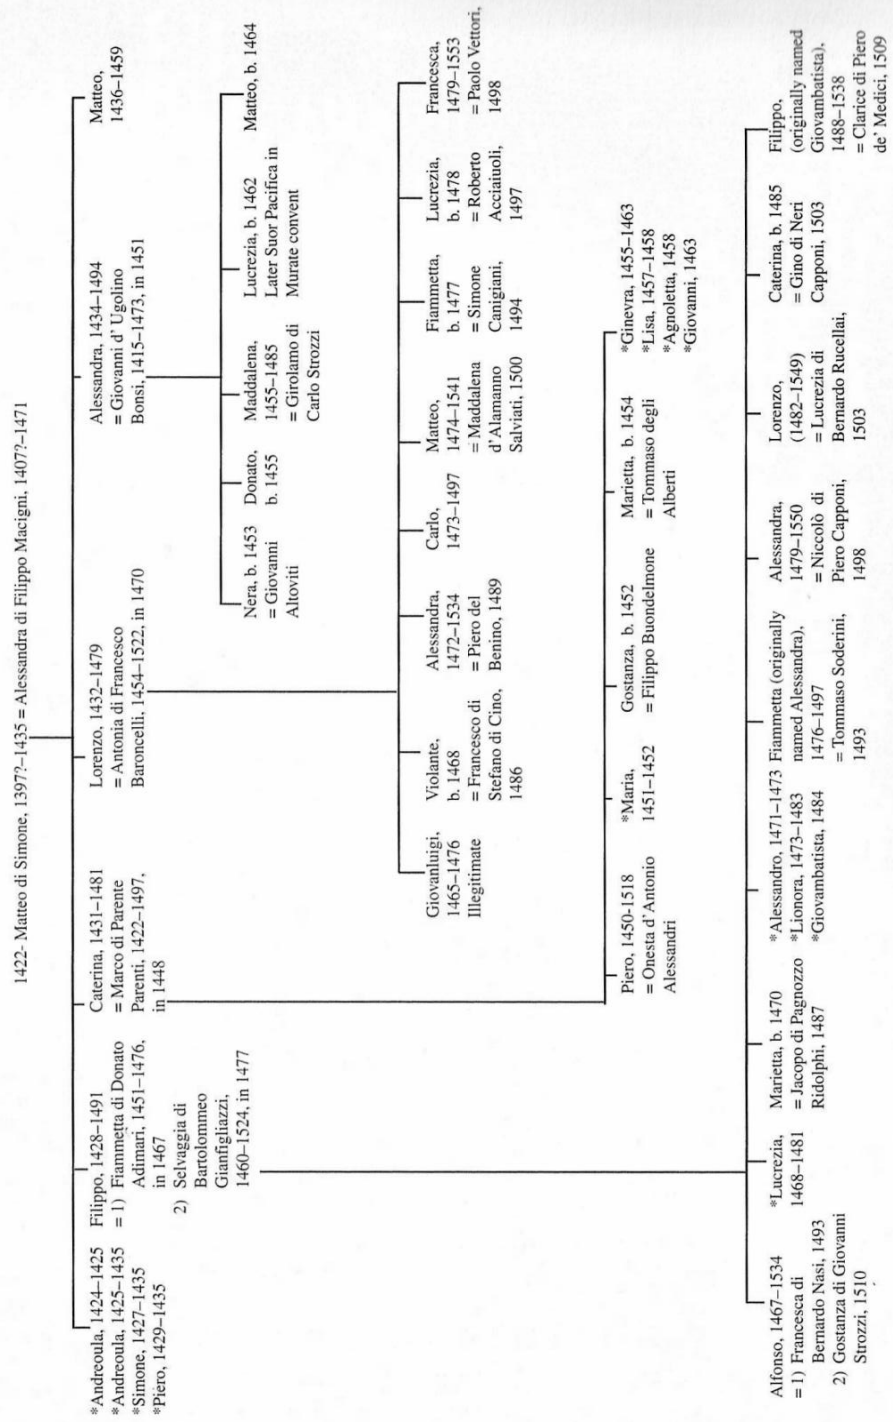 1422- Matteo di Simone, 1397?–1435 = Alessandra di Filippo Macigni, 1407?–1471
*Andreoula, 1424–1425
*Andreoula, 1425–1435
*Simone, 1427–1435
*Piero, 1429–1435
Filippo, 1428–1491
= 1) Fiammetta di Donato
Adimari, 1451–1476,
in 1467
2) Selvaggia di
Bartolommeo
Gianfigliazzi,
1460–1524, in 1477
Caterina, 1431–1481
= Marco di Parente
Parenti, 1422–1497,
in 1448
Lorenzo, 1432–1479
= Antonia di Francesco
Baroncelli, 1454–1522, in 1470
Alessandra, 1434–1494
= Giovanni d' Ugolino
Bonsi, 1415–1473, in 1451
Matteo,
1436–1459
Nera, b. 1453
= Giovanni
Altoviti
Donato,
b. 1455
Maddalena,
1455–1485
= Girolamo di
Carlo Strozzi
Lucrezia, b. 1462
Later Suor Pacifica in
Murate convent
Matteo, b. 1464
Giovanluigi,
1465–1476
Illegitimate
Violante,
b. 1468
= Francesco di
Stefano di Cino,
1486
Alessandra,
1472–1534
= Piero del
Benino, 1489
Carlo,
1473–1497
Matteo,
1474–1541
= Maddalena
d'Alamanno
Salviati, 1500
Fiammetta,
b. 1477
= Simone
Canigiani,
1494
Lucrezia,
b. 1478
= Roberto
Acciaiuoli,
1497
Francesca,
1479–1553
= Paolo Vettori,
1498
Piero, 1450-1518
= Onesta d'Antonio
Alessandri
*Maria,
1451–1452
Gostanza, b. 1452
= Filippo Buondelmone
Marietta, b. 1454
= Tommaso degli
Alberti
*Ginevra, 1455–1463
*Lisa, 1457–1458
*Agnoletta, 1458
*Giovanni, 1463
Alfonso, 1467–1534
= 1) Francesca di
Bernardo Nasi, 1493
2) Gostanza di Giovanni
Strozzi, 1510
*Lucrezia,
1468–1481
Marietta, b. 1470
= Jacopo di Pagnozzo
Ridolphi, 1487
*Alessandro, 1471–1473
*Lionora, 1473–1483
*Giovambatista, 1484
Fiammetta (originally
named Alessandra),
1476–1497
= Tommaso Soderini,
1493
Alessandra,
1479–1550
= Niccolò di
Piero Capponi,
1498
Lorenzo,
(1482–1549)
= Lucrezia di
Bernardo Rucellai,
1503
Caterina, b. 1485
= Gino di Neri
Capponi, 1503
Filippo,
(originally named
Giovambatista),
1488–1538
= Clarice di Piero
de' Medici, 1509